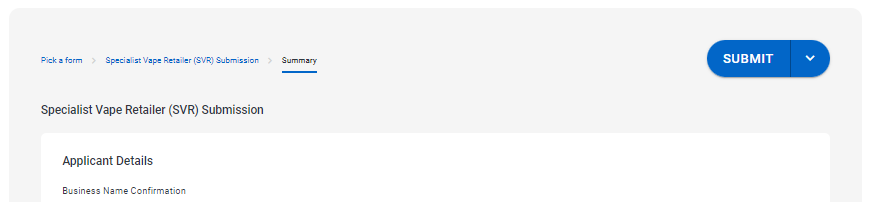 Pick a form
Specialist Vape Retailer (SVR) Submission
Summary
SUBMIT
Specialist Vape Retailer (SVR) Submission
Applicant Details
Business Name Confirmation